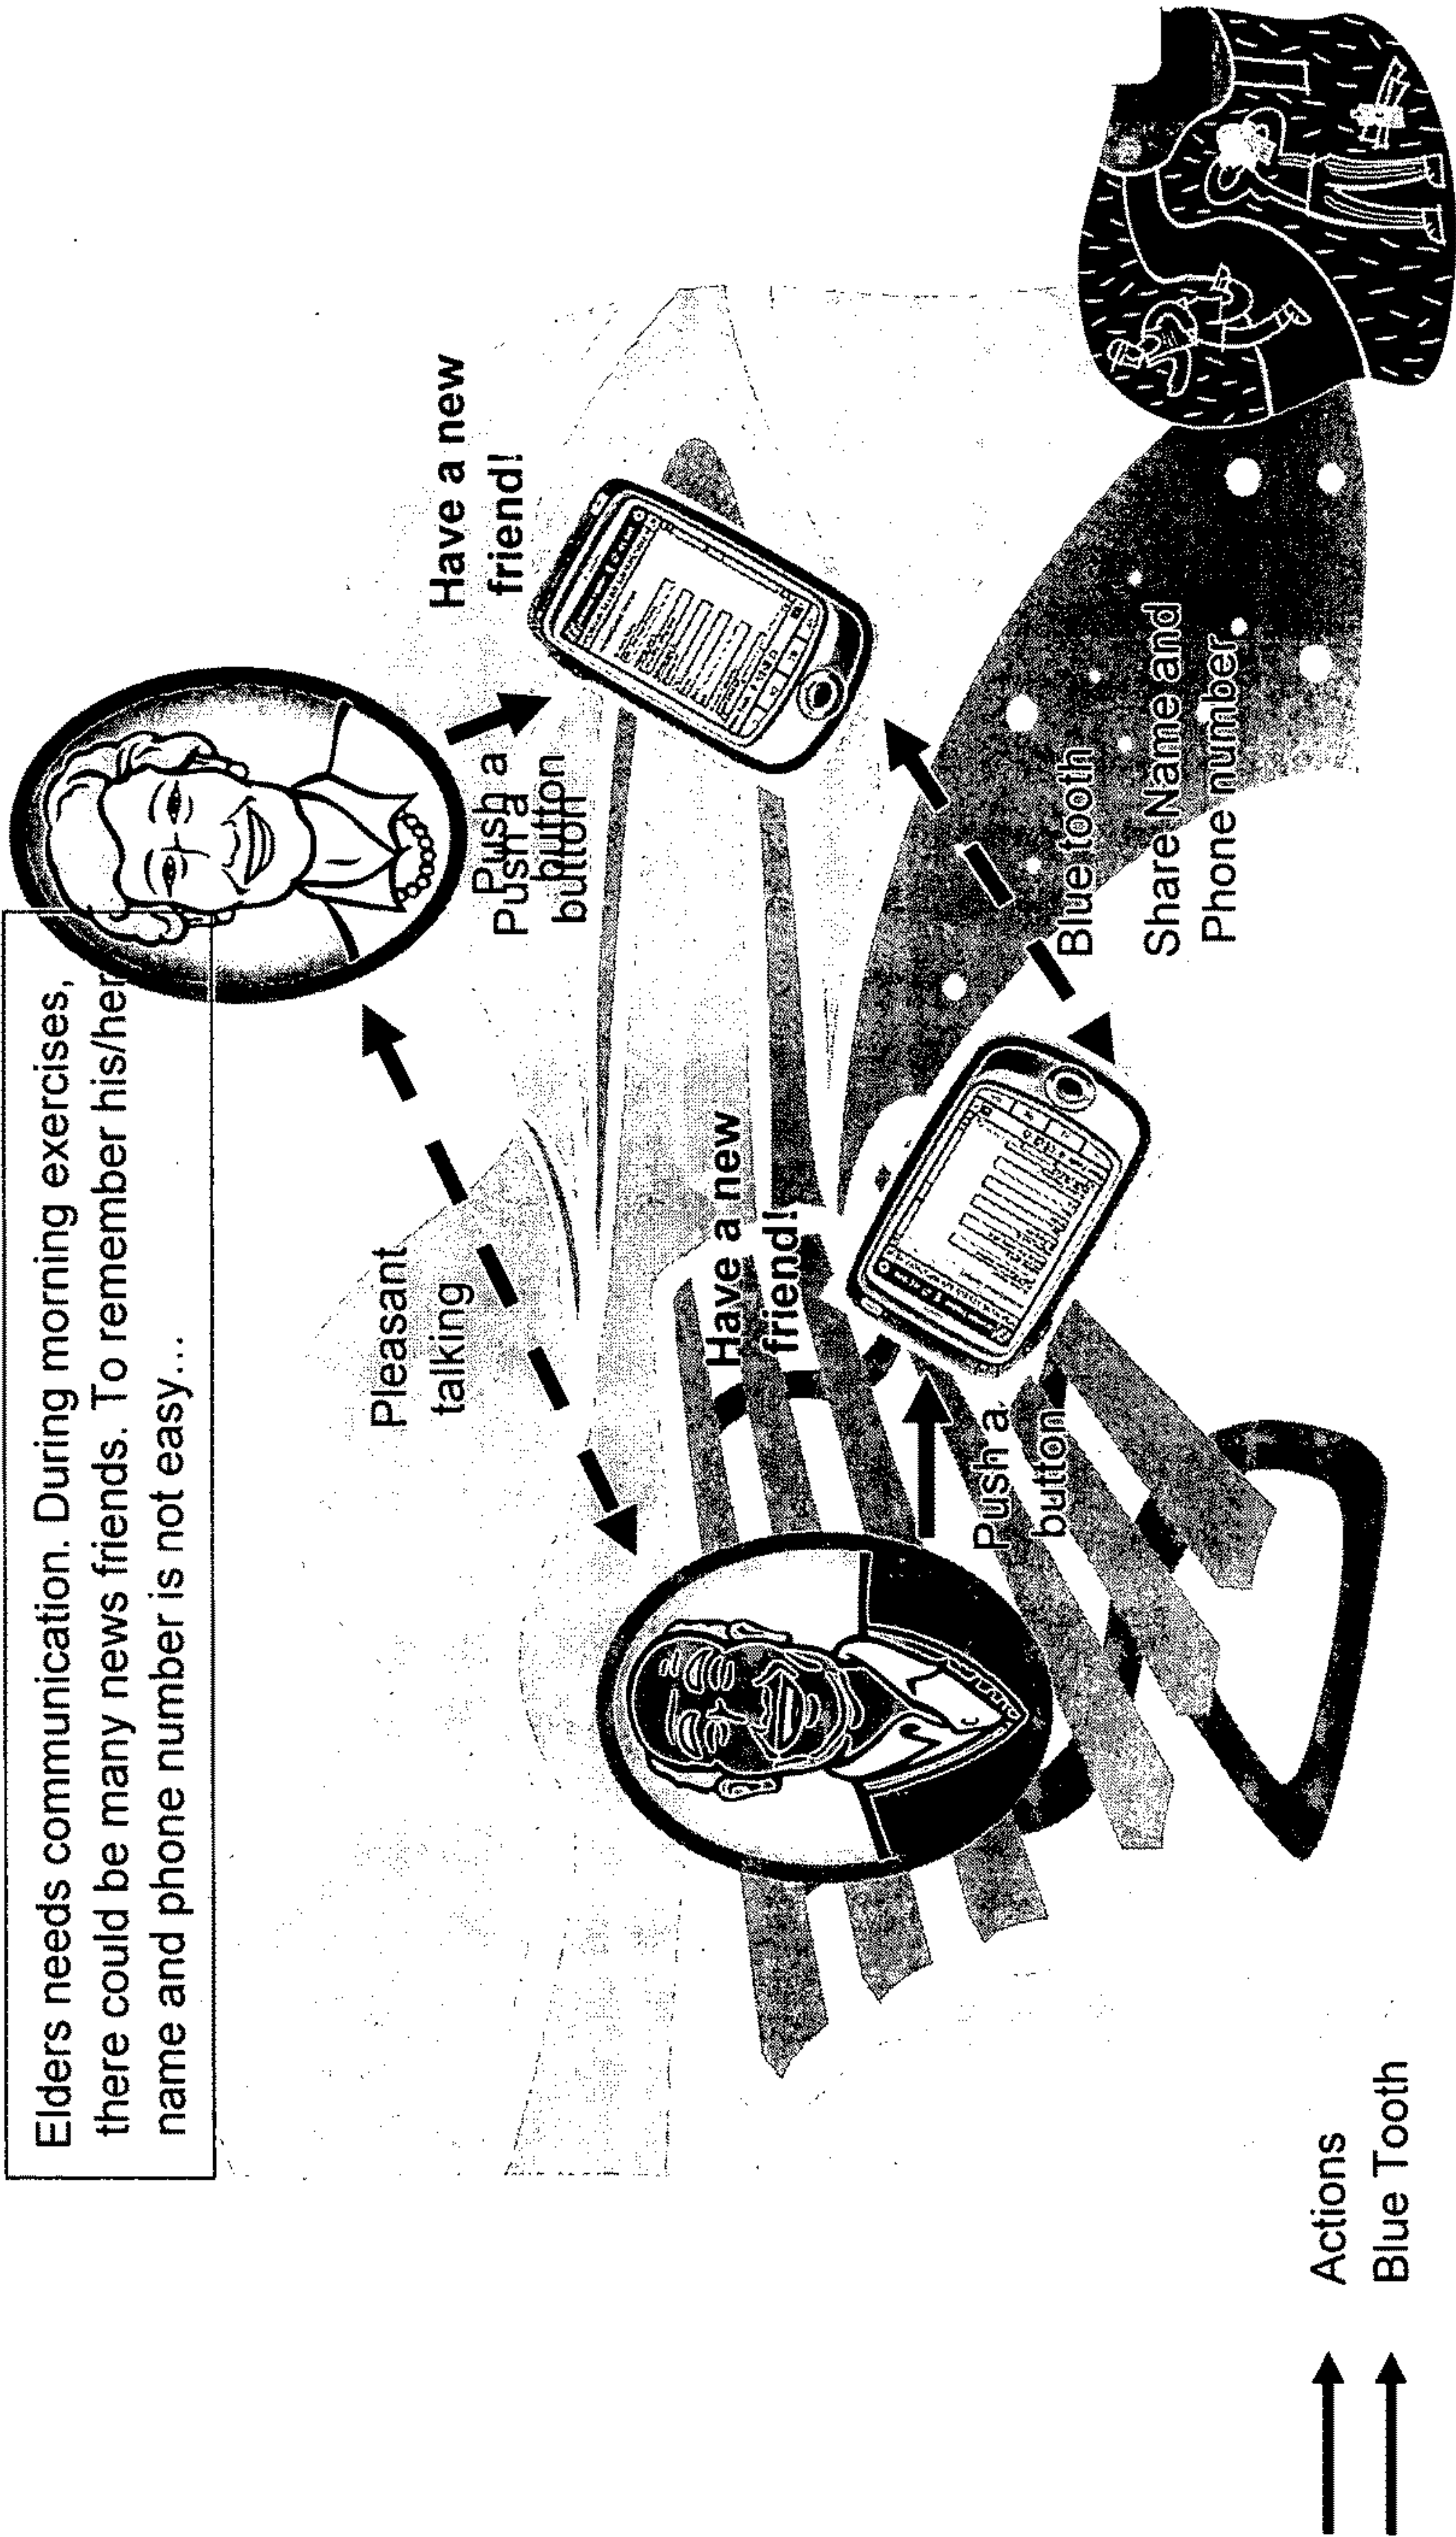 Elders needs communication. During morning exercises,
there could be many news friends. To remember his/her
name and phone number is not easy...
Pleasant
talking
Push a
button
Push a
button
Have a new
friend!
Have a new
friend!
Push a
button
Blue tooth
Share Name and
Phone number
Actions
Blue Tooth